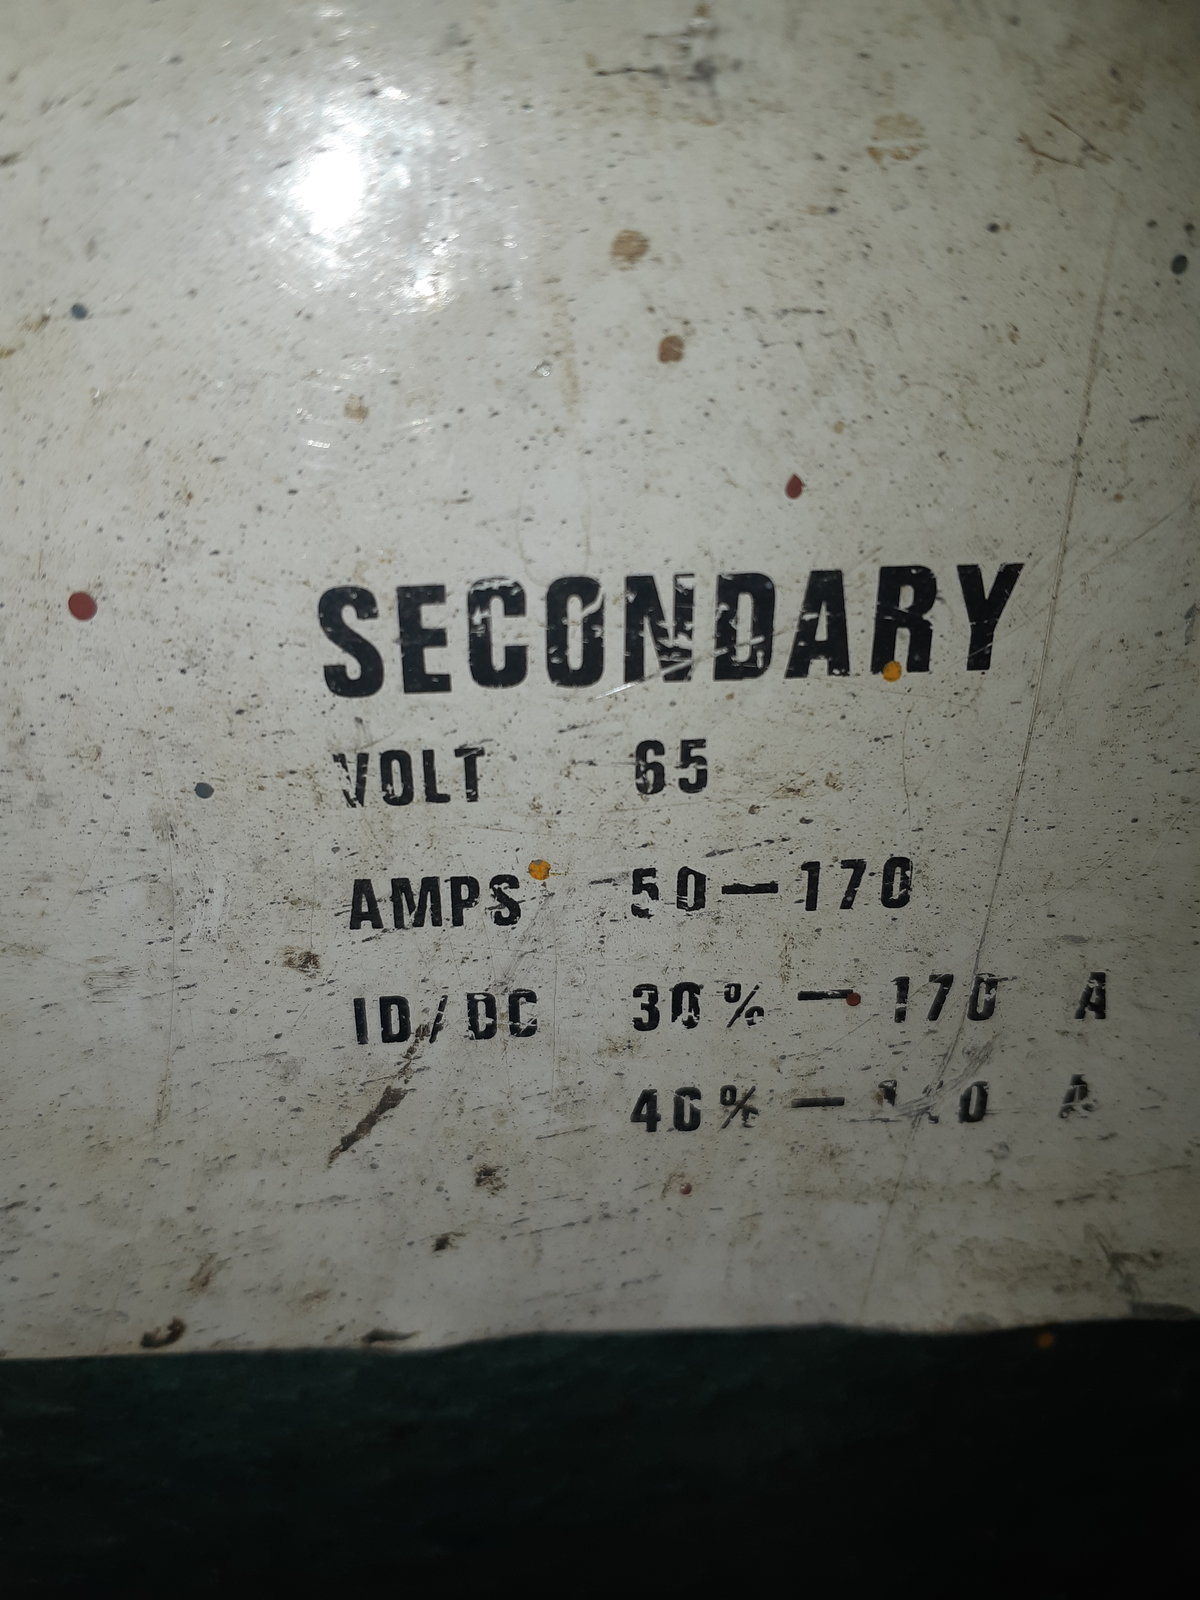 SECONDARY
VOLT 65
AMPS 50—170
ID/DC 30% — 170 A
40% — A